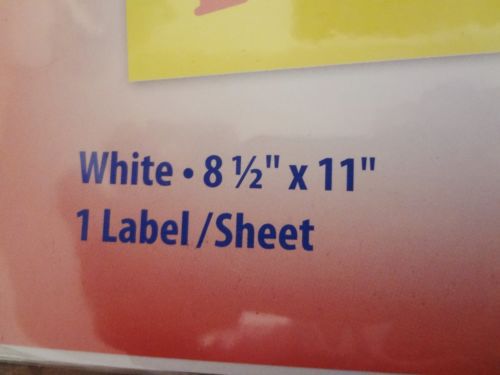 White • 8 ½" x 11"
1 Label/Sheet